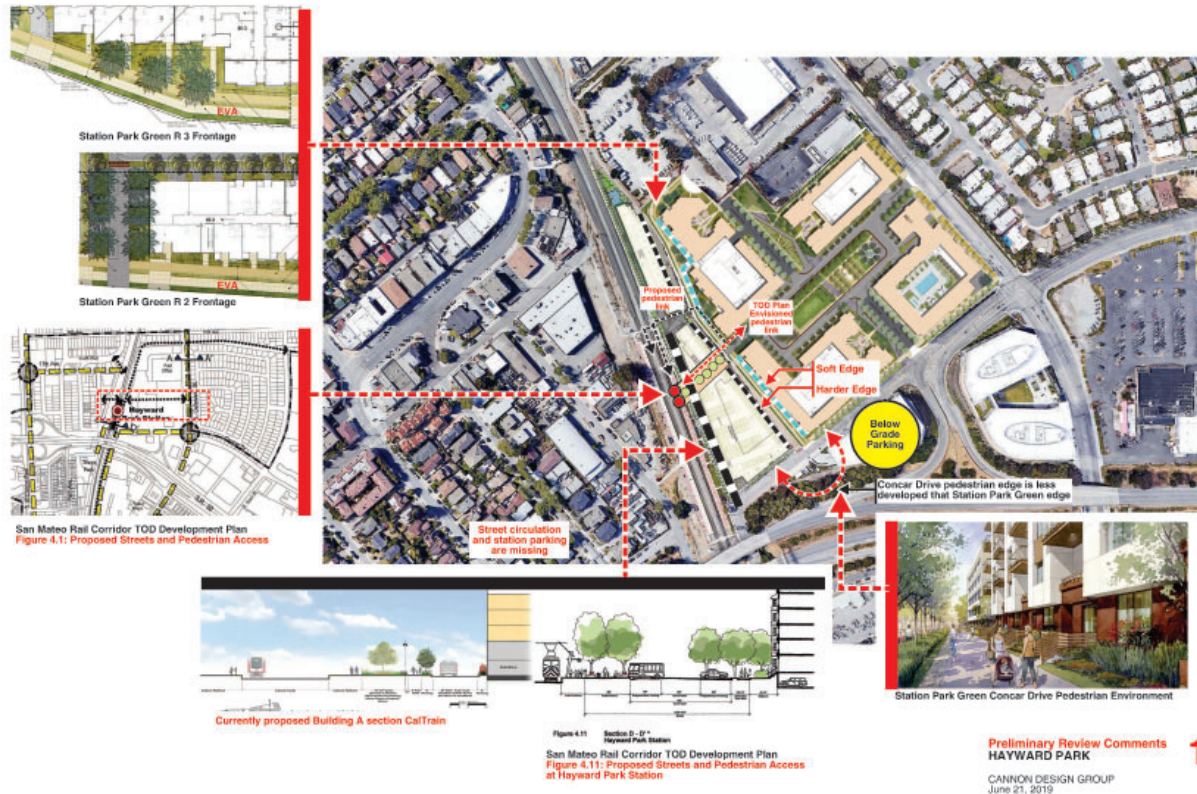 EVA
Station Park Green R 3 Frontage
EVA
Station Park Green R 2 Frontage
Hayward
San Mateo Rail Corridor TOD Development Plan
Figure 4.1: Proposed Streets and Pedestrian Access
Proposed
pedestrian
link
TOD Plan
Envisioned
pedestrian
link
Soft Edge
Harder Edge
Below
Grade
Parking
Concar Drive pedestrian edge is less
developed that Station Park Green edge
Street circulation
and station parking
are missing
Currently proposed Building A section CalTrain
Figure 4.11 Section D - D'
Hayward Park Station
San Mateo Rail Corridor TOD Development Plan
Figure 4.11: Proposed Streets and Pedestrian Access
at Hayward Park Station
Station Park Green Concar Drive Pedestrian Environment
Preliminary Review Comments
HAYWARD PARK
CANNON DESIGN GROUP
June 21, 2019